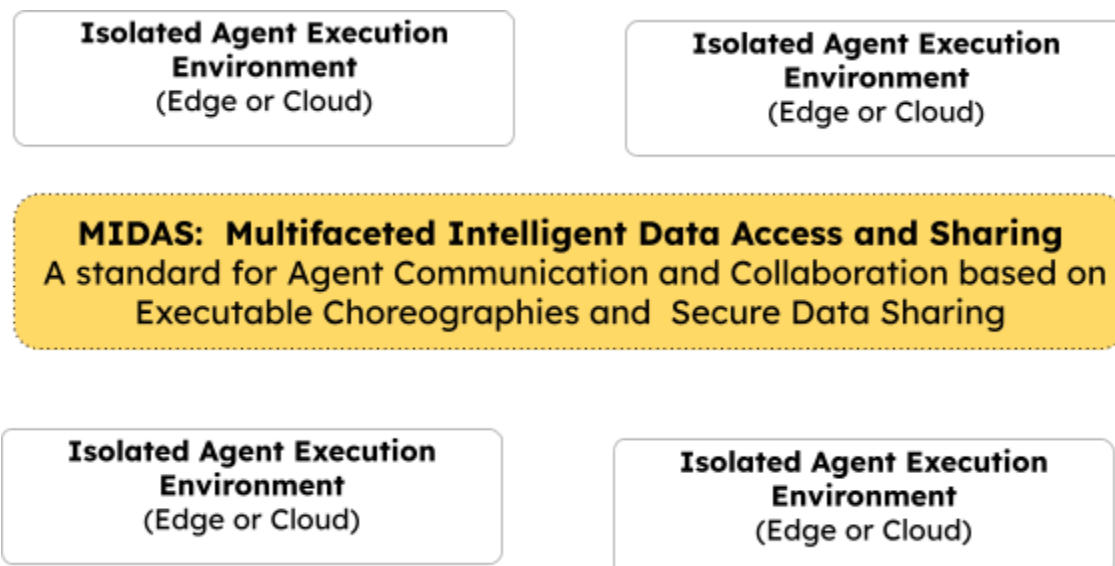 Isolated Agent Execution
Environment
(Edge or Cloud)
Isolated Agent Execution
Environment
(Edge or Cloud)
MIDAS:  Multifaceted Intelligent Data Access and Sharing
A standard for Agent Communication and Collaboration based on
Executable Choreographies and  Secure Data Sharing
Isolated Agent Execution
Environment
(Edge or Cloud)
Isolated Agent Execution
Environment
(Edge or Cloud)